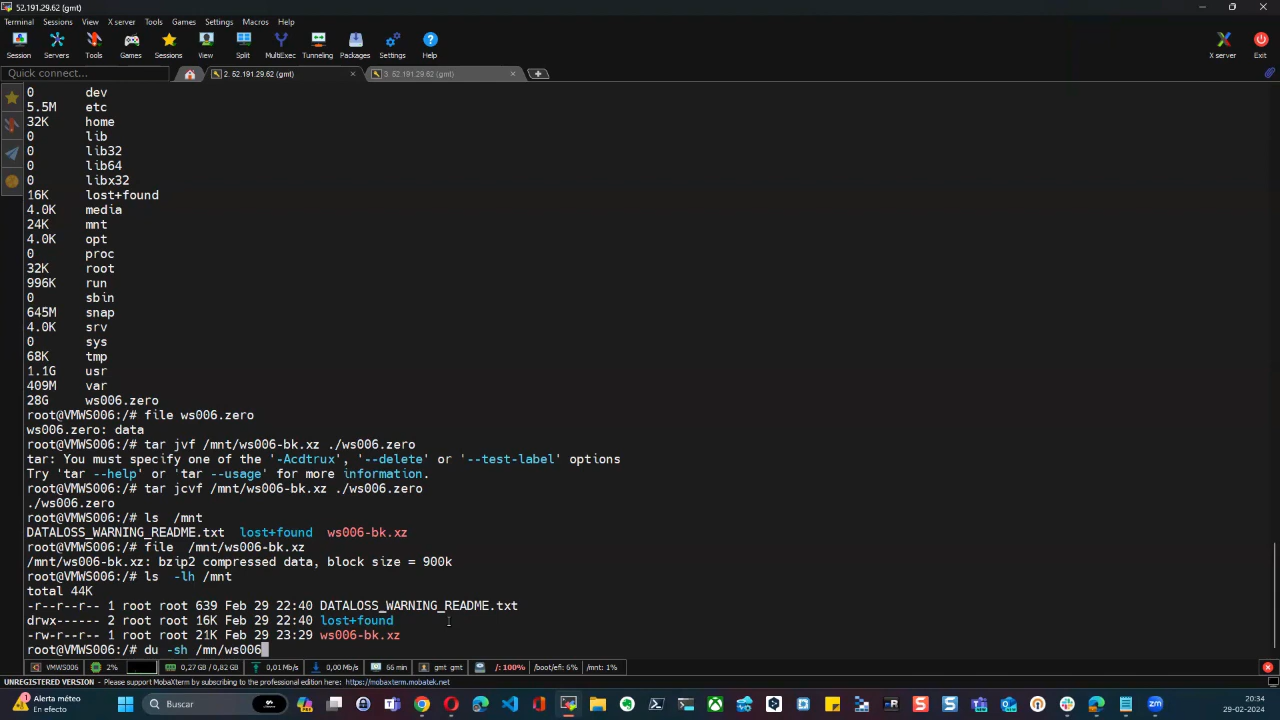 52.191.29.62 (gmt)
Terminal Sessions View X server Tools Games Settings Macros Help
Session Servers Tools Games Sessions View Split MultiExec Tunneling Packages Settings Help X server Exit
Quick connect... 2. 52.191.29.62 (gmt) 3. 52.191.29.62 (gmt)
0 dev
5.5M etc
32K home
0 lib
0 lib32
0 lib64
0 libx32
16K lost+found
4.0K media
24K mnt
4.0K opt
0 proc
32K root
996K run
0 sbin
645M snap
4.0K srv
0 sys
68K tmp
1.1G usr
409M var
28G ws006.zero
root@VMWS006:/# file ws006.zero
ws006.zero: data
root@VMWS006:/# tar jvf /mnt/ws006-bk.xz ./ws006.zero
tar: You must specify one of the '-Acdtrux', '--delete' or '--test-label' options
Try 'tar --help' or 'tar --usage' for more information.
root@VMWS006:/# tar jcvf /mnt/ws006-bk.xz ./ws006.zero
./ws006.zero
root@VMWS006:/# ls  /mnt
DATALOSS_WARNING_README.txt  lost+found  ws006-bk.xz
root@VMWS006:/# file  /mnt/ws006-bk.xz
/mnt/ws006-bk.xz: bzip2 compressed data, block size = 900k
root@VMWS006:/# ls  -lh /mnt
total 44K
-r--r--r-- 1 root root 639 Feb 29 22:40 DATALOSS_WARNING_README.txt
drwx------ 2 root root 16K Feb 29 22:40 lost+found
-rw-r--r-- 1 root root 21K Feb 29 23:29 ws006-bk.xz
root@VMWS006:/# du -sh /mn/ws006
VMWS006 2% 0,27 GB / 0,82 GB 0,01 Mb/s 0,00 Mb/s 66 min gmt gmt /: 100% /boot/efi: 6% /mnt: 1%
UNREGISTERED VERSION - Please support MobaXterm by subscribing to the professional edition here: https://mobaxterm.mobatek.net
Alerta méteo
En efecto
Buscar
20:34
29-02-2024